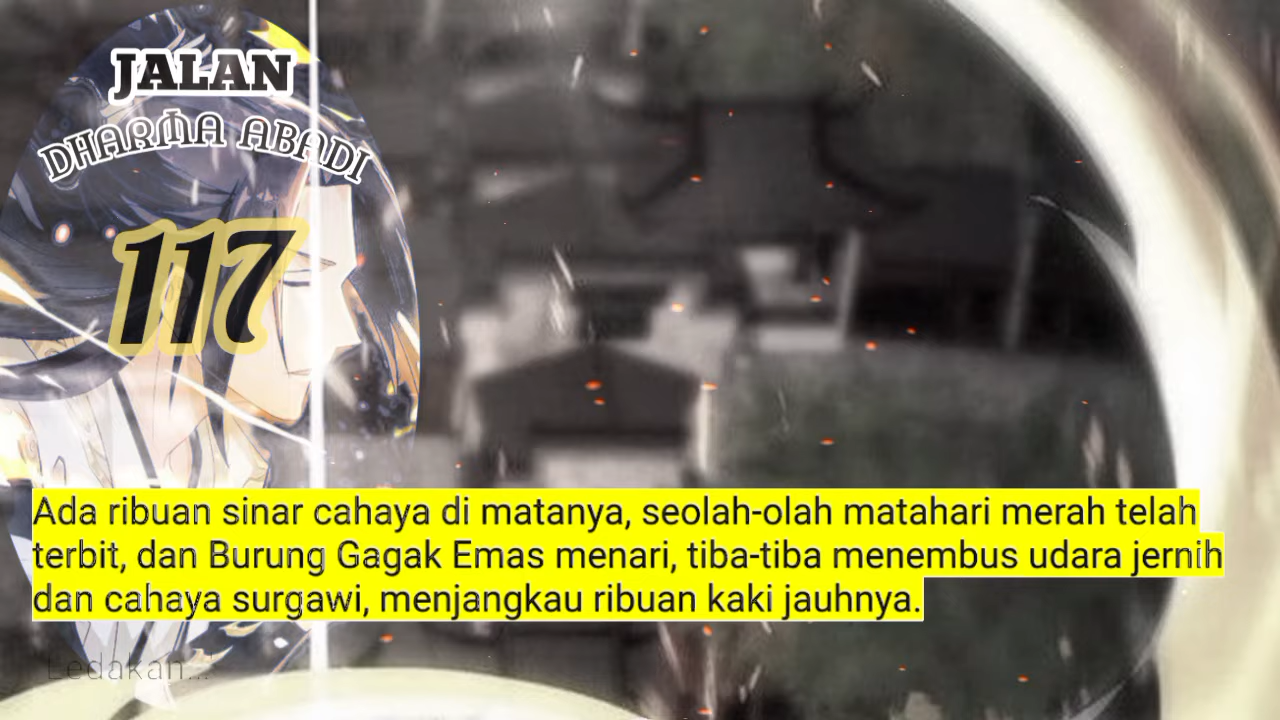 JALAN
DHARMA ABADI
117
Ada ribuan sinar cahaya di matanya, seolah-olah matahari merah telah
terbit, dan Burung Gagak Emas menari, tiba-tiba menembus udara jernih
dan cahaya surgawi, menjangkau ribuan kaki jauhnya.
"Ledakan..."